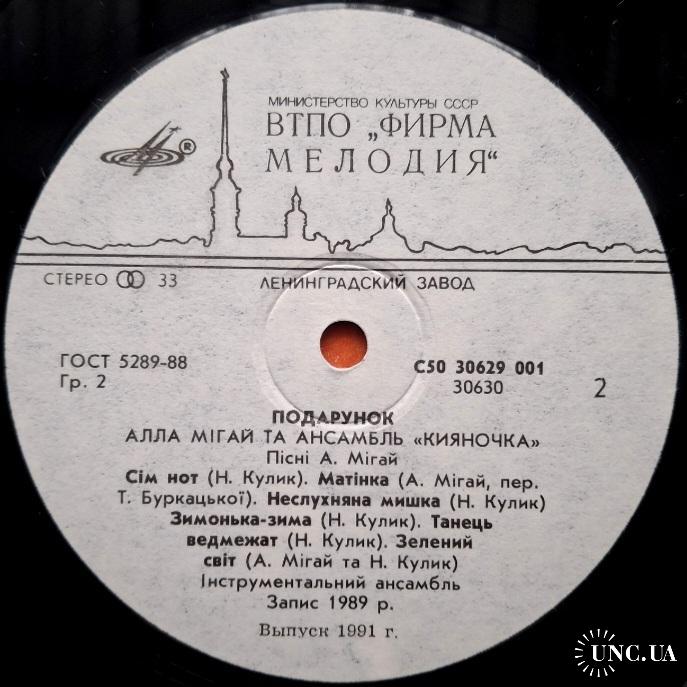 МИНИСТЕРСТВО КУЛЬТУРЫ СССР
ВТПО „ФИРМА
МЕЛОДИЯ“
®
СТЕРЕО 33
ЛЕНИНГРАДСКИЙ ЗАВОД
ГОСТ 5289-88
Гр. 2
С50 30629 001
30630
2
ПОДАРУНОК
АЛЛА МІГАЙ ТА АНСАМБЛЬ «КИЯНОЧКА»
Пісні А. Мігай
Сім нот (Н. Кулик). Матінка (А. Мігай, пер.
Т. Буркацької). Неслухняна мишка (Н. Кулик)
Зимонька-зима (Н. Кулик). Танець
ведмежат (Н. Кулик). Зелений
світ (А. Мігай та Н. Кулик)
Інструментальний ансамбль
Запис 1989 р.
Выпуск 1991 г.
UNC.UA